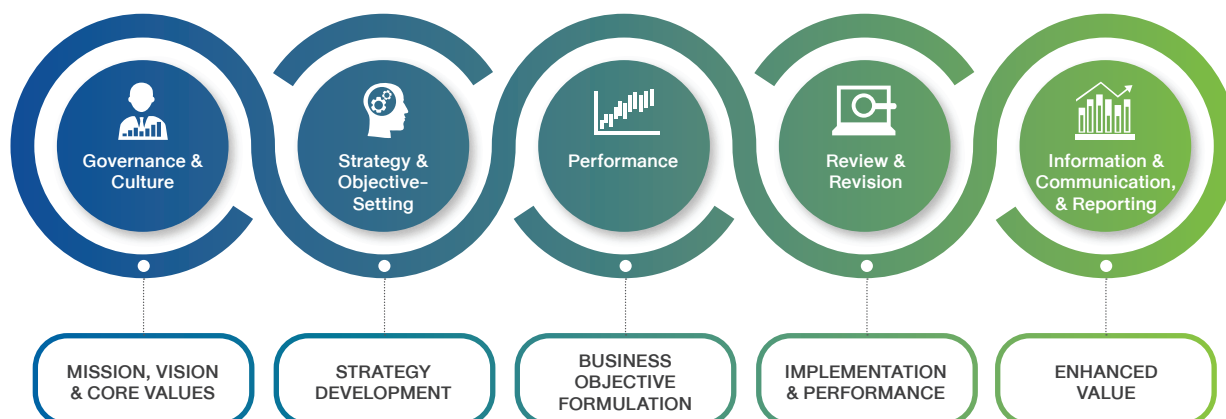 Governance &
Culture
Strategy &
Objective-
Setting
Performance
Review &
Revision
Information &
Communication,
& Reporting
MISSION, VISION
& CORE VALUES
STRATEGY
DEVELOPMENT
BUSINESS
OBJECTIVE
FORMULATION
IMPLEMENTATION
& PERFORMANCE
ENHANCED
VALUE